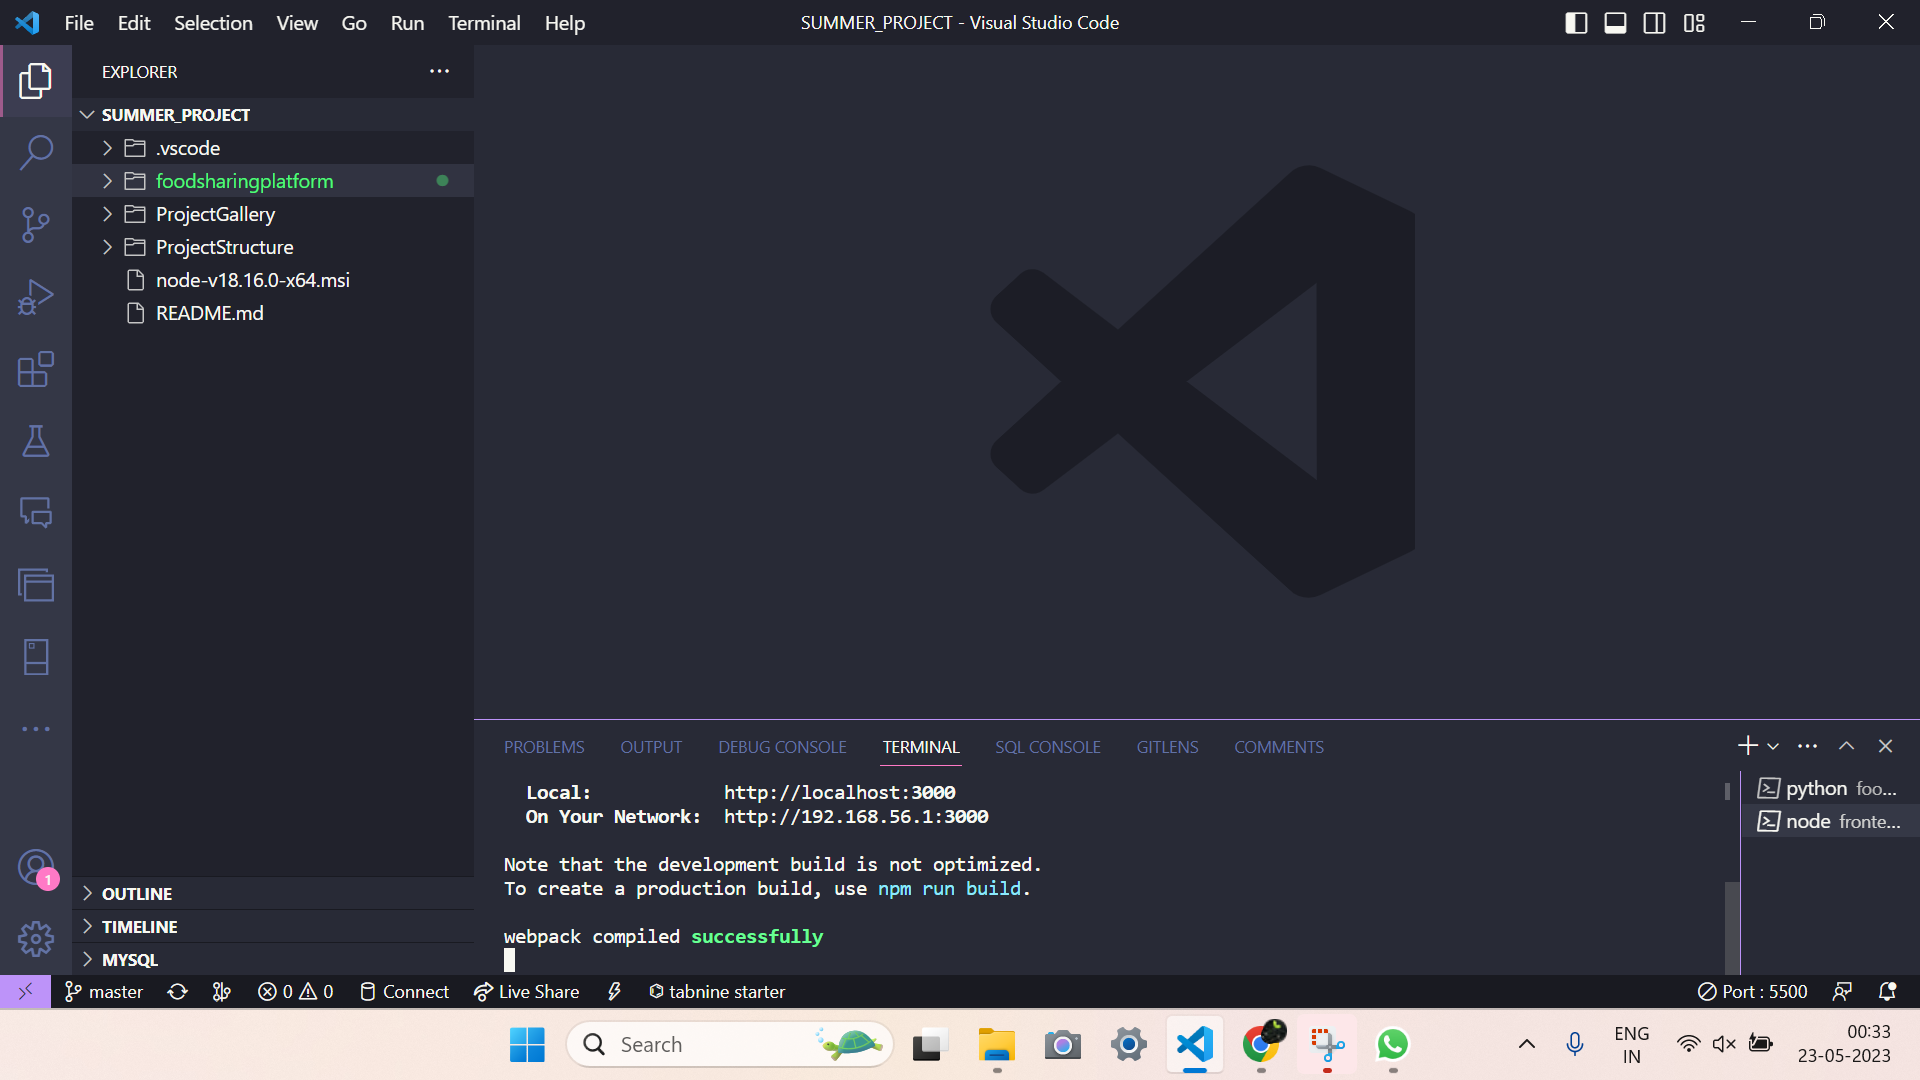 File Edit Selection View Go Run Terminal Help
SUMMER_PROJECT - Visual Studio Code
EXPLORER
SUMMER_PROJECT
.vscode
foodsharingplatform
ProjectGallery
ProjectStructure
node-v18.16.0-x64.msi
README.md
OUTLINE
TIMELINE
MYSQL
1
PROBLEMS OUTPUT DEBUG CONSOLE TERMINAL SQL CONSOLE GITLENS COMMENTS
Local: http://localhost:3000
On Your Network: http://192.168.56.1:3000
Note that the development build is not optimized.
To create a production build, use npm run build.
webpack compiled successfully
python foo...
node fronte...
master 0 0 Connect Live Share tabnine starter Port : 5500
Search
ENG
IN
00:33
23-05-2023